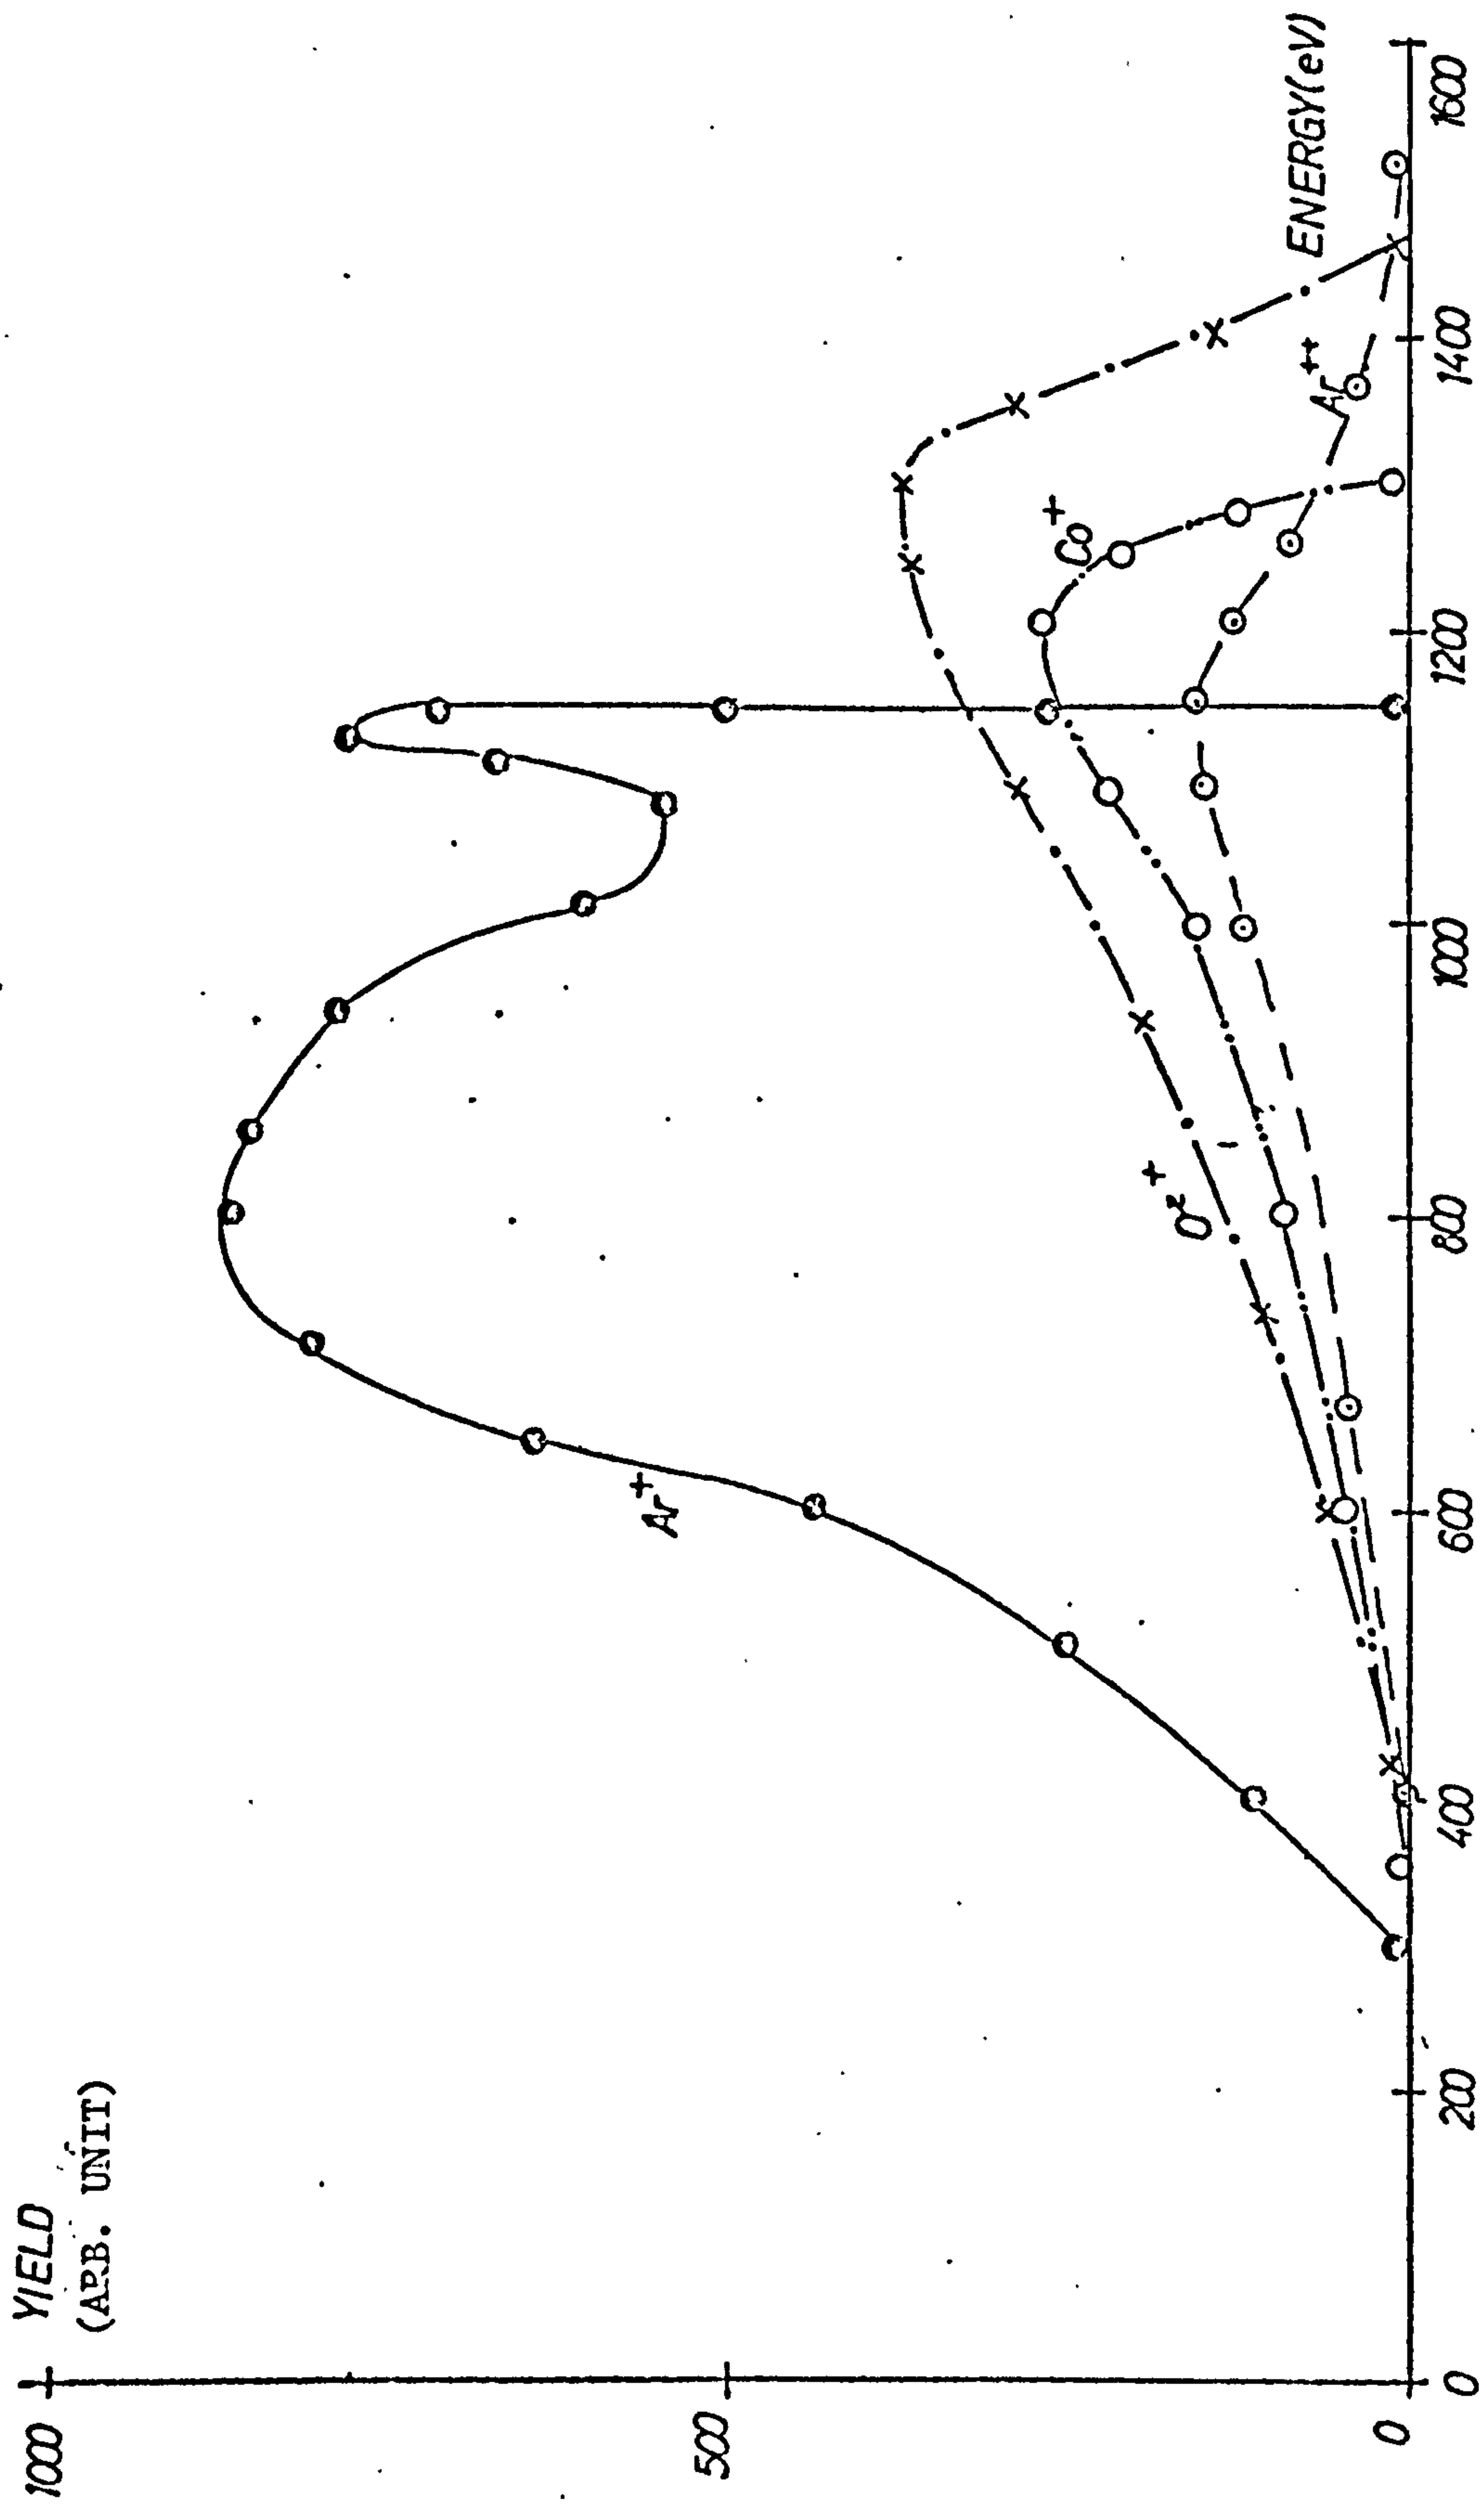 YIELD
(ARB. UNIT)
1000
500
0
N⁺
O₂⁺
CO⁺
Ar⁺
ENERGY(eV)
0 200 400 600 800 1000 1200 1400 1600